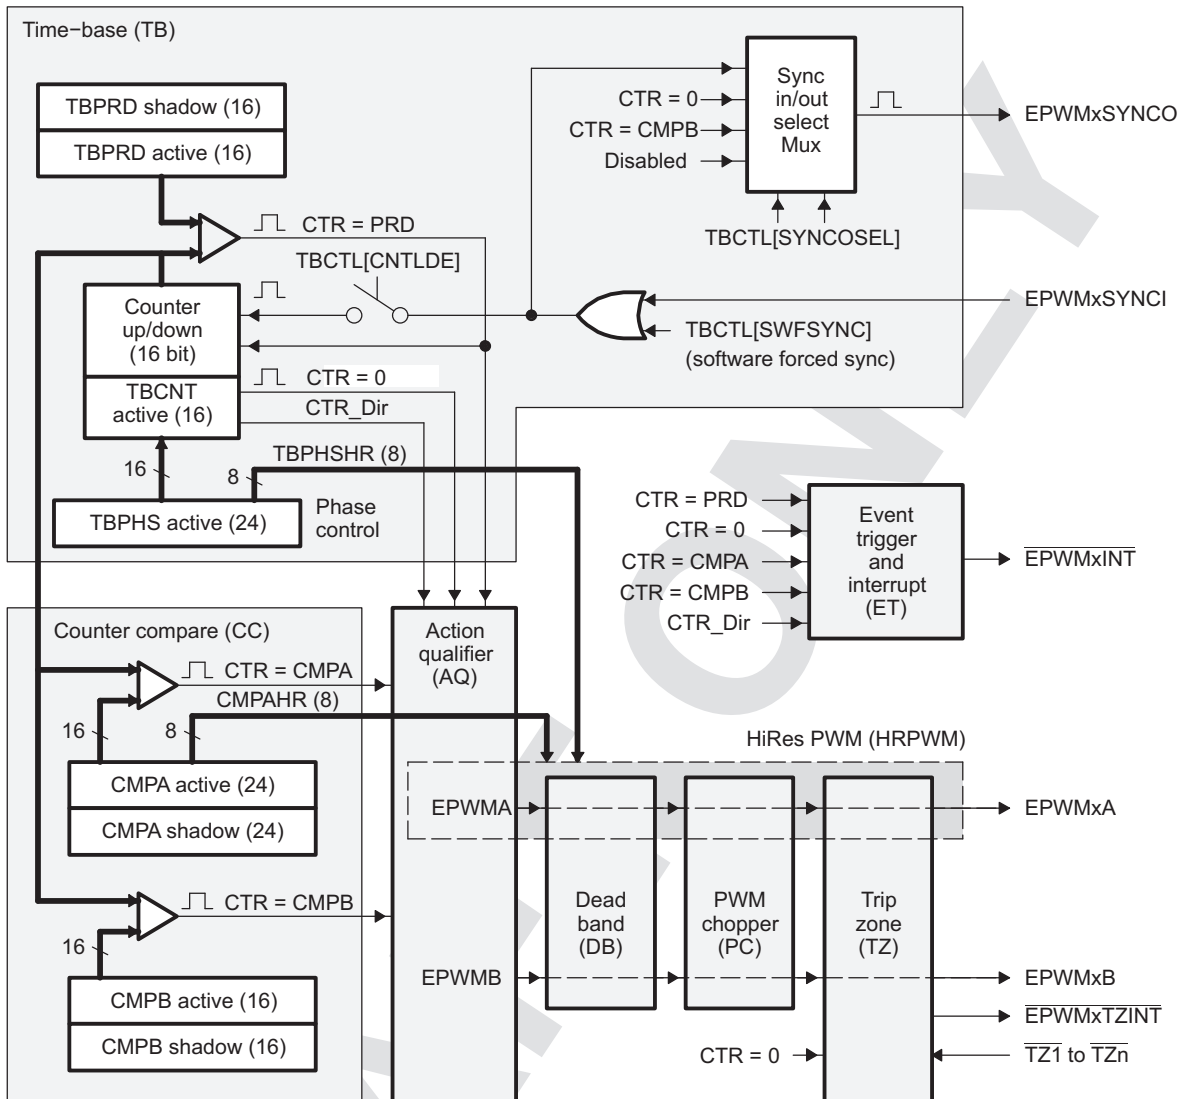 Time−base (TB)
TBPRD shadow (16)
TBPRD active (16)
CTR = PRD
TBCTL[CNTLDE]
Counter
up/down
(16 bit)
TBCNT
active (16)
CTR = 0
CTR_Dir
16
8
TBPHSHR (8)
TBPHS active (24)
Phase
control
CTR = 0
CTR = CMPB
Disabled
Sync
in/out
select
Mux
TBCTL[SYNCOSEL]
EPWMxSYNCO
EPWMxSYNCI
TBCTL[SWFSYNC]
(software forced sync)
CTR = PRD
CTR = 0
CTR = CMPA
CTR = CMPB
CTR_Dir
Event
trigger
and
interrupt
(ET)
EPWMxINT
Counter compare (CC)
CTR = CMPA
16
8
CMPAHR (8)
CMPA active (24)
CMPA shadow (24)
CTR = CMPB
16
CMPB active (16)
CMPB shadow (16)
Action
qualifier
(AQ)
HiRes PWM (HRPWM)
EPWMA
EPWMB
Dead
band
(DB)
PWM
chopper
(PC)
Trip
zone
(TZ)
CTR = 0
EPWMxA
EPWMxB
EPWMxTZINT
TZ1 to TZn
ONLY